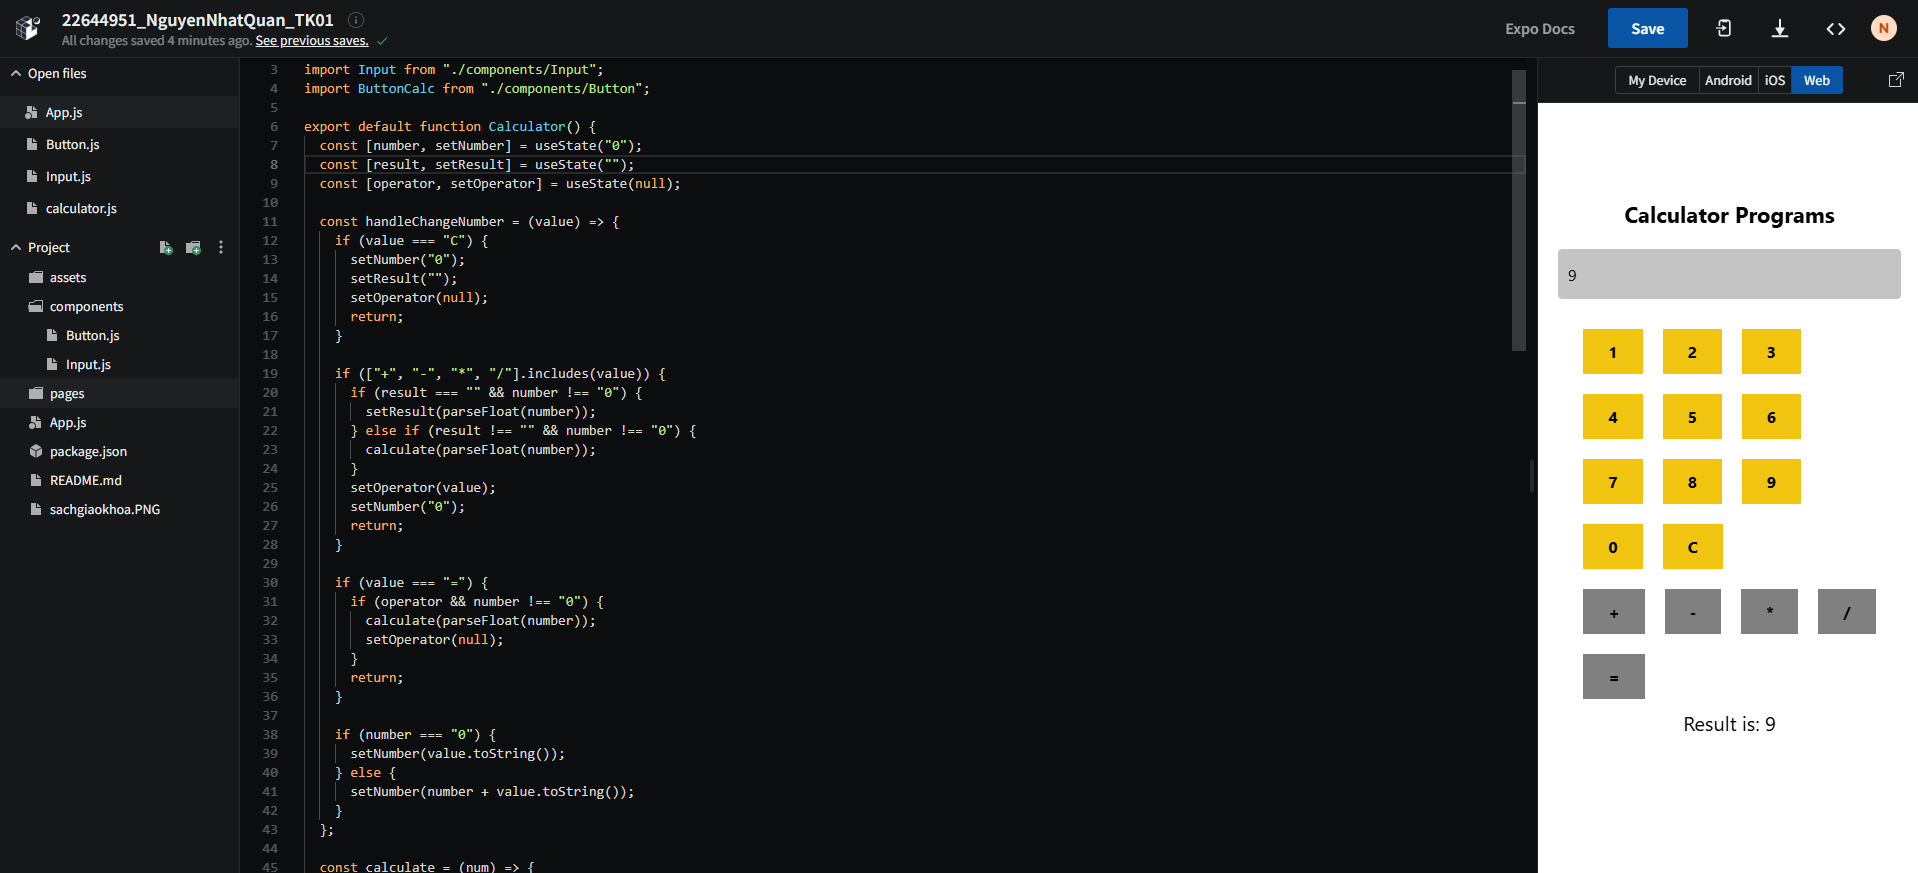 22644951_NguyenNhatQuan_TK01
All changes saved 4 minutes ago. See previous saves.
Expo Docs
Save
N
Open files
App.js
Button.js
Input.js
calculator.js
Project
assets
components
Button.js
Input.js
pages
App.js
package.json
README.md
sachgiaokhoa.PNG
3 import Input from "./components/Input";
4 import ButtonCalc from "./components/Button";
5
6 export default function Calculator() {
7 const [number, setNumber] = useState("0");
8 const [result, setResult] = useState("");
9 const [operator, setOperator] = useState(null);
10
11 const handleChangeNumber = (value) => {
12 if (value === "C") {
13 setNumber("0");
14 setResult("");
15 setOperator(null);
16 return;
17 }
18
19 if (["+", "-", "*", "/"].includes(value)) {
20 if (result === "" && number !== "0") {
21 setResult(parseFloat(number));
22 } else if (result !== "" && number !== "0") {
23 calculate(parseFloat(number));
24 }
25 setOperator(value);
26 setNumber("0");
27 return;
28 }
29
30 if (value === "=") {
31 if (operator && number !== "0") {
32 calculate(parseFloat(number));
33 setOperator(null);
34 }
35 return;
36 }
37
38 if (number === "0") {
39 setNumber(value.toString());
40 } else {
41 setNumber(number + value.toString());
42 }
43 };
44
45 const calculate = (num) => {
My Device Android iOS Web
Calculator Programs
9
1 2 3
4 5 6
7 8 9
0 C
+ - * /
=
Result is: 9